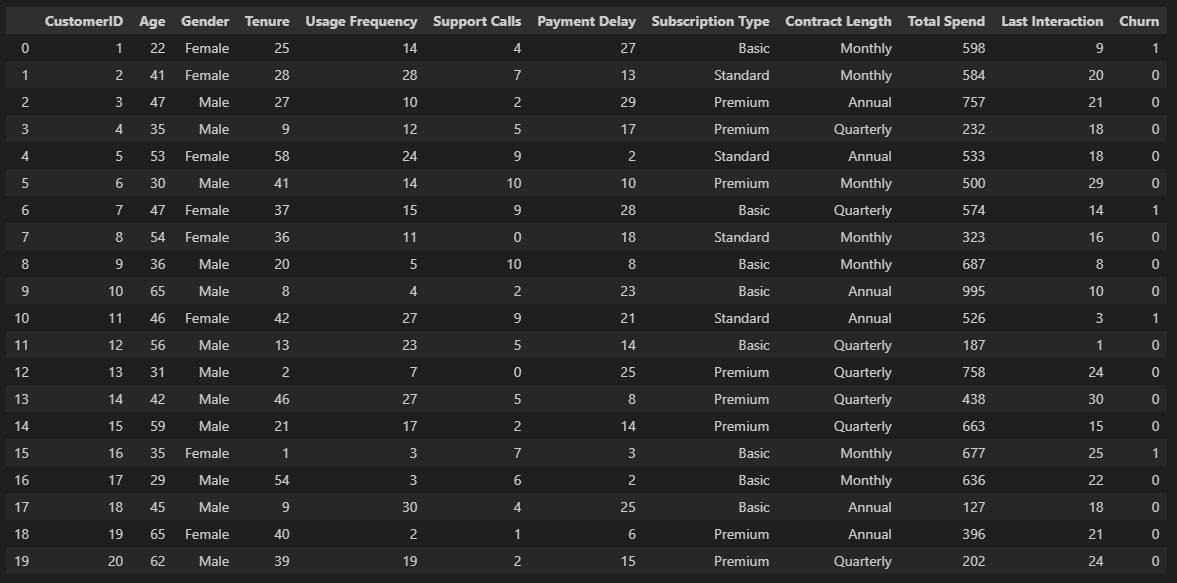 CustomerID Age Gender Tenure Usage Frequency Support Calls Payment Delay Subscription Type Contract Length Total Spend Last Interaction Churn
0 1 22 Female 25 14 4 27 Basic Monthly 598 9 1
1 2 41 Female 28 28 7 13 Standard Monthly 584 20 0
2 3 47 Male 27 10 2 29 Premium Annual 757 21 0
3 4 35 Male 9 12 5 17 Premium Quarterly 232 18 0
4 5 53 Female 58 24 9 2 Standard Annual 533 18 0
5 6 30 Male 41 14 10 10 Premium Monthly 500 29 0
6 7 47 Female 37 15 9 28 Basic Quarterly 574 14 1
7 8 54 Female 36 11 0 18 Standard Monthly 323 16 0
8 9 36 Male 20 5 10 8 Basic Monthly 687 8 0
9 10 65 Male 8 4 2 23 Basic Annual 995 10 0
10 11 46 Female 42 27 9 21 Standard Annual 526 3 1
11 12 56 Male 13 23 5 14 Basic Quarterly 187 1 0
12 13 31 Male 2 7 0 25 Premium Quarterly 758 24 0
13 14 42 Male 46 27 5 8 Premium Quarterly 438 30 0
14 15 59 Male 21 17 2 14 Premium Quarterly 663 15 0
15 16 35 Female 1 3 7 3 Basic Monthly 677 25 1
16 17 29 Male 54 3 6 2 Basic Monthly 636 22 0
17 18 45 Male 9 30 4 25 Basic Annual 127 18 0
18 19 65 Female 40 2 1 6 Premium Annual 396 21 0
19 20 62 Male 39 19 2 15 Premium Quarterly 202 24 0